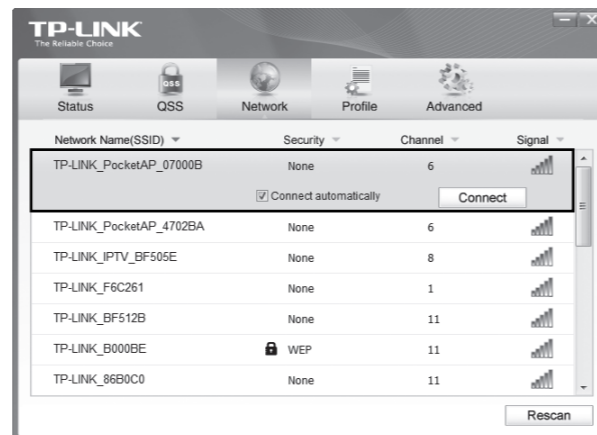 TP-LINK
The Reliable Choice
Status QSS Network Profile Advanced
Network Name(SSID) Security Channel Signal
TP-LINK_PocketAP_07000B None 6
Connect automatically Connect
TP-LINK_PocketAP_4702BA None 6
TP-LINK_IPTV_BF505E None 8
TP-LINK_F6C261 None 1
TP-LINK_BF512B None 11
TP-LINK_B000BE WEP 11
TP-LINK_86B0C0 None 11
Rescan